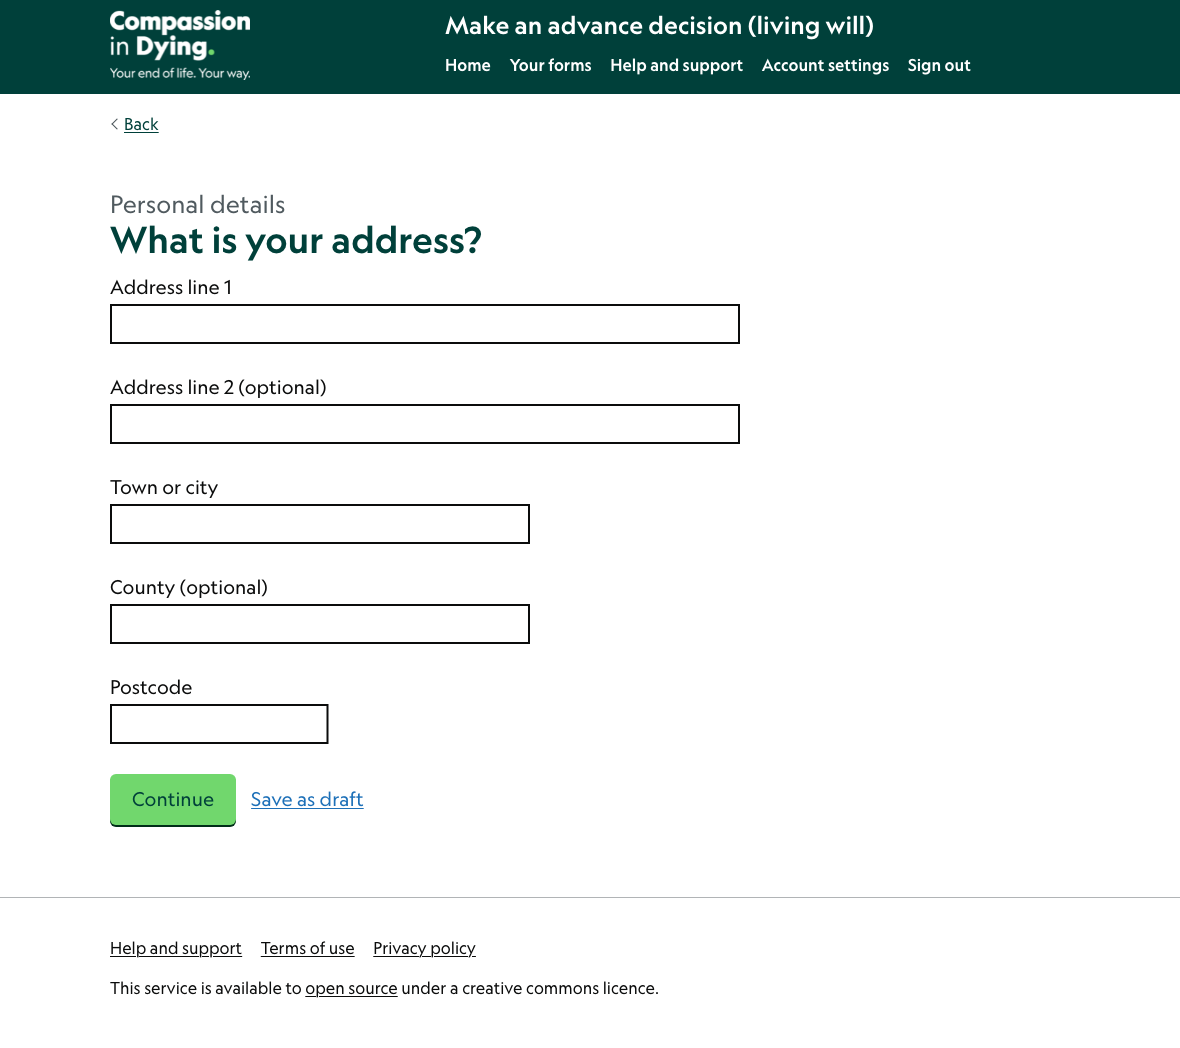 Compassion
in Dying.
Your end of life. Your way.
Make an advance decision (living will)
Home Your forms Help and support Account settings Sign out
Back
Personal details
What is your address?
Address line 1
Address line 2 (optional)
Town or city
County (optional)
Postcode
Continue Save as draft
Help and support Terms of use Privacy policy
This service is available to open source under a creative commons licence.